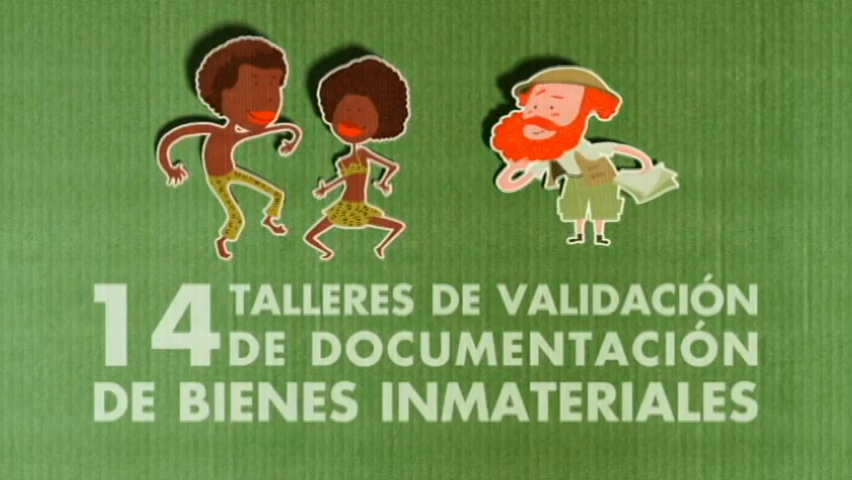 14 TALLERES DE VALIDACIÓN
DE DOCUMENTACIÓN
DE BIENES INMATERIALES